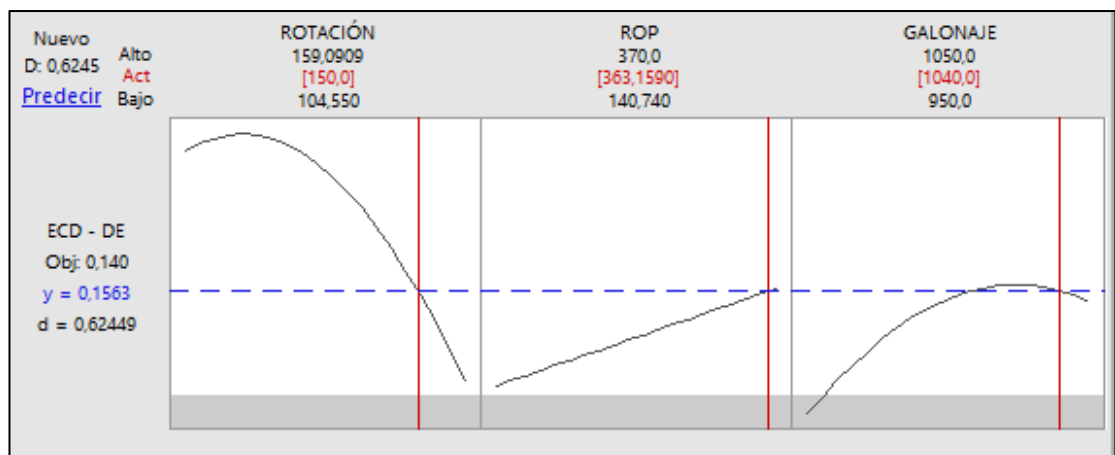 Nuevo
D: 0,6245
Predecir
Alto
Act
Bajo
ROTACIÓN
159,0909
[150,0]
104,550
ROP
370,0
[363,1590]
140,740
GALONAJE
1050,0
[1040,0]
950,0
ECD - DE
Obj: 0,140
y = 0,1563
d = 0,62449